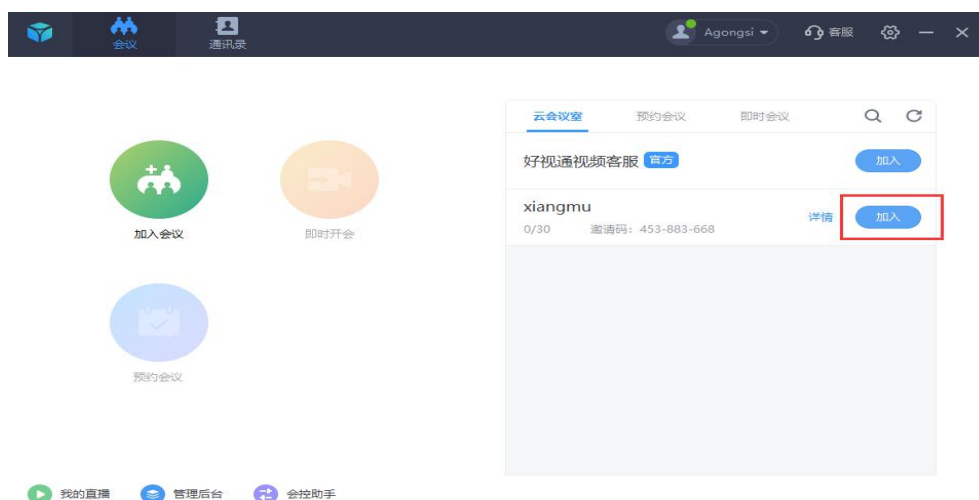 会议 通讯录 Agongsi 客服
云会议室 预约会议 即时会议
好视通视频客服 官方 加入
xiangmu
0/30 邀请码：453-883-668 详情 加入
加入会议 即时开会
预约会议
我的直播 管理后台 会控助手